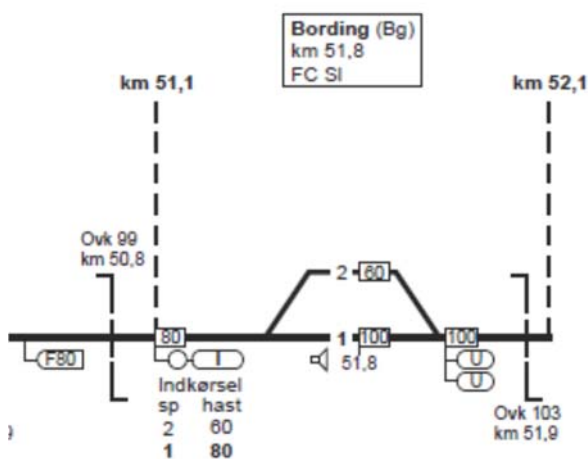 Bording (Bg)
km 51,8
FC SI
km 51,1
km 52,1
Ovk 99
km 50,8
2 60
80
1 100
100
F80
I
51,8
U
U
Indkørsel
sp hast
2 60
1 80
Ovk 103
km 51,9
9